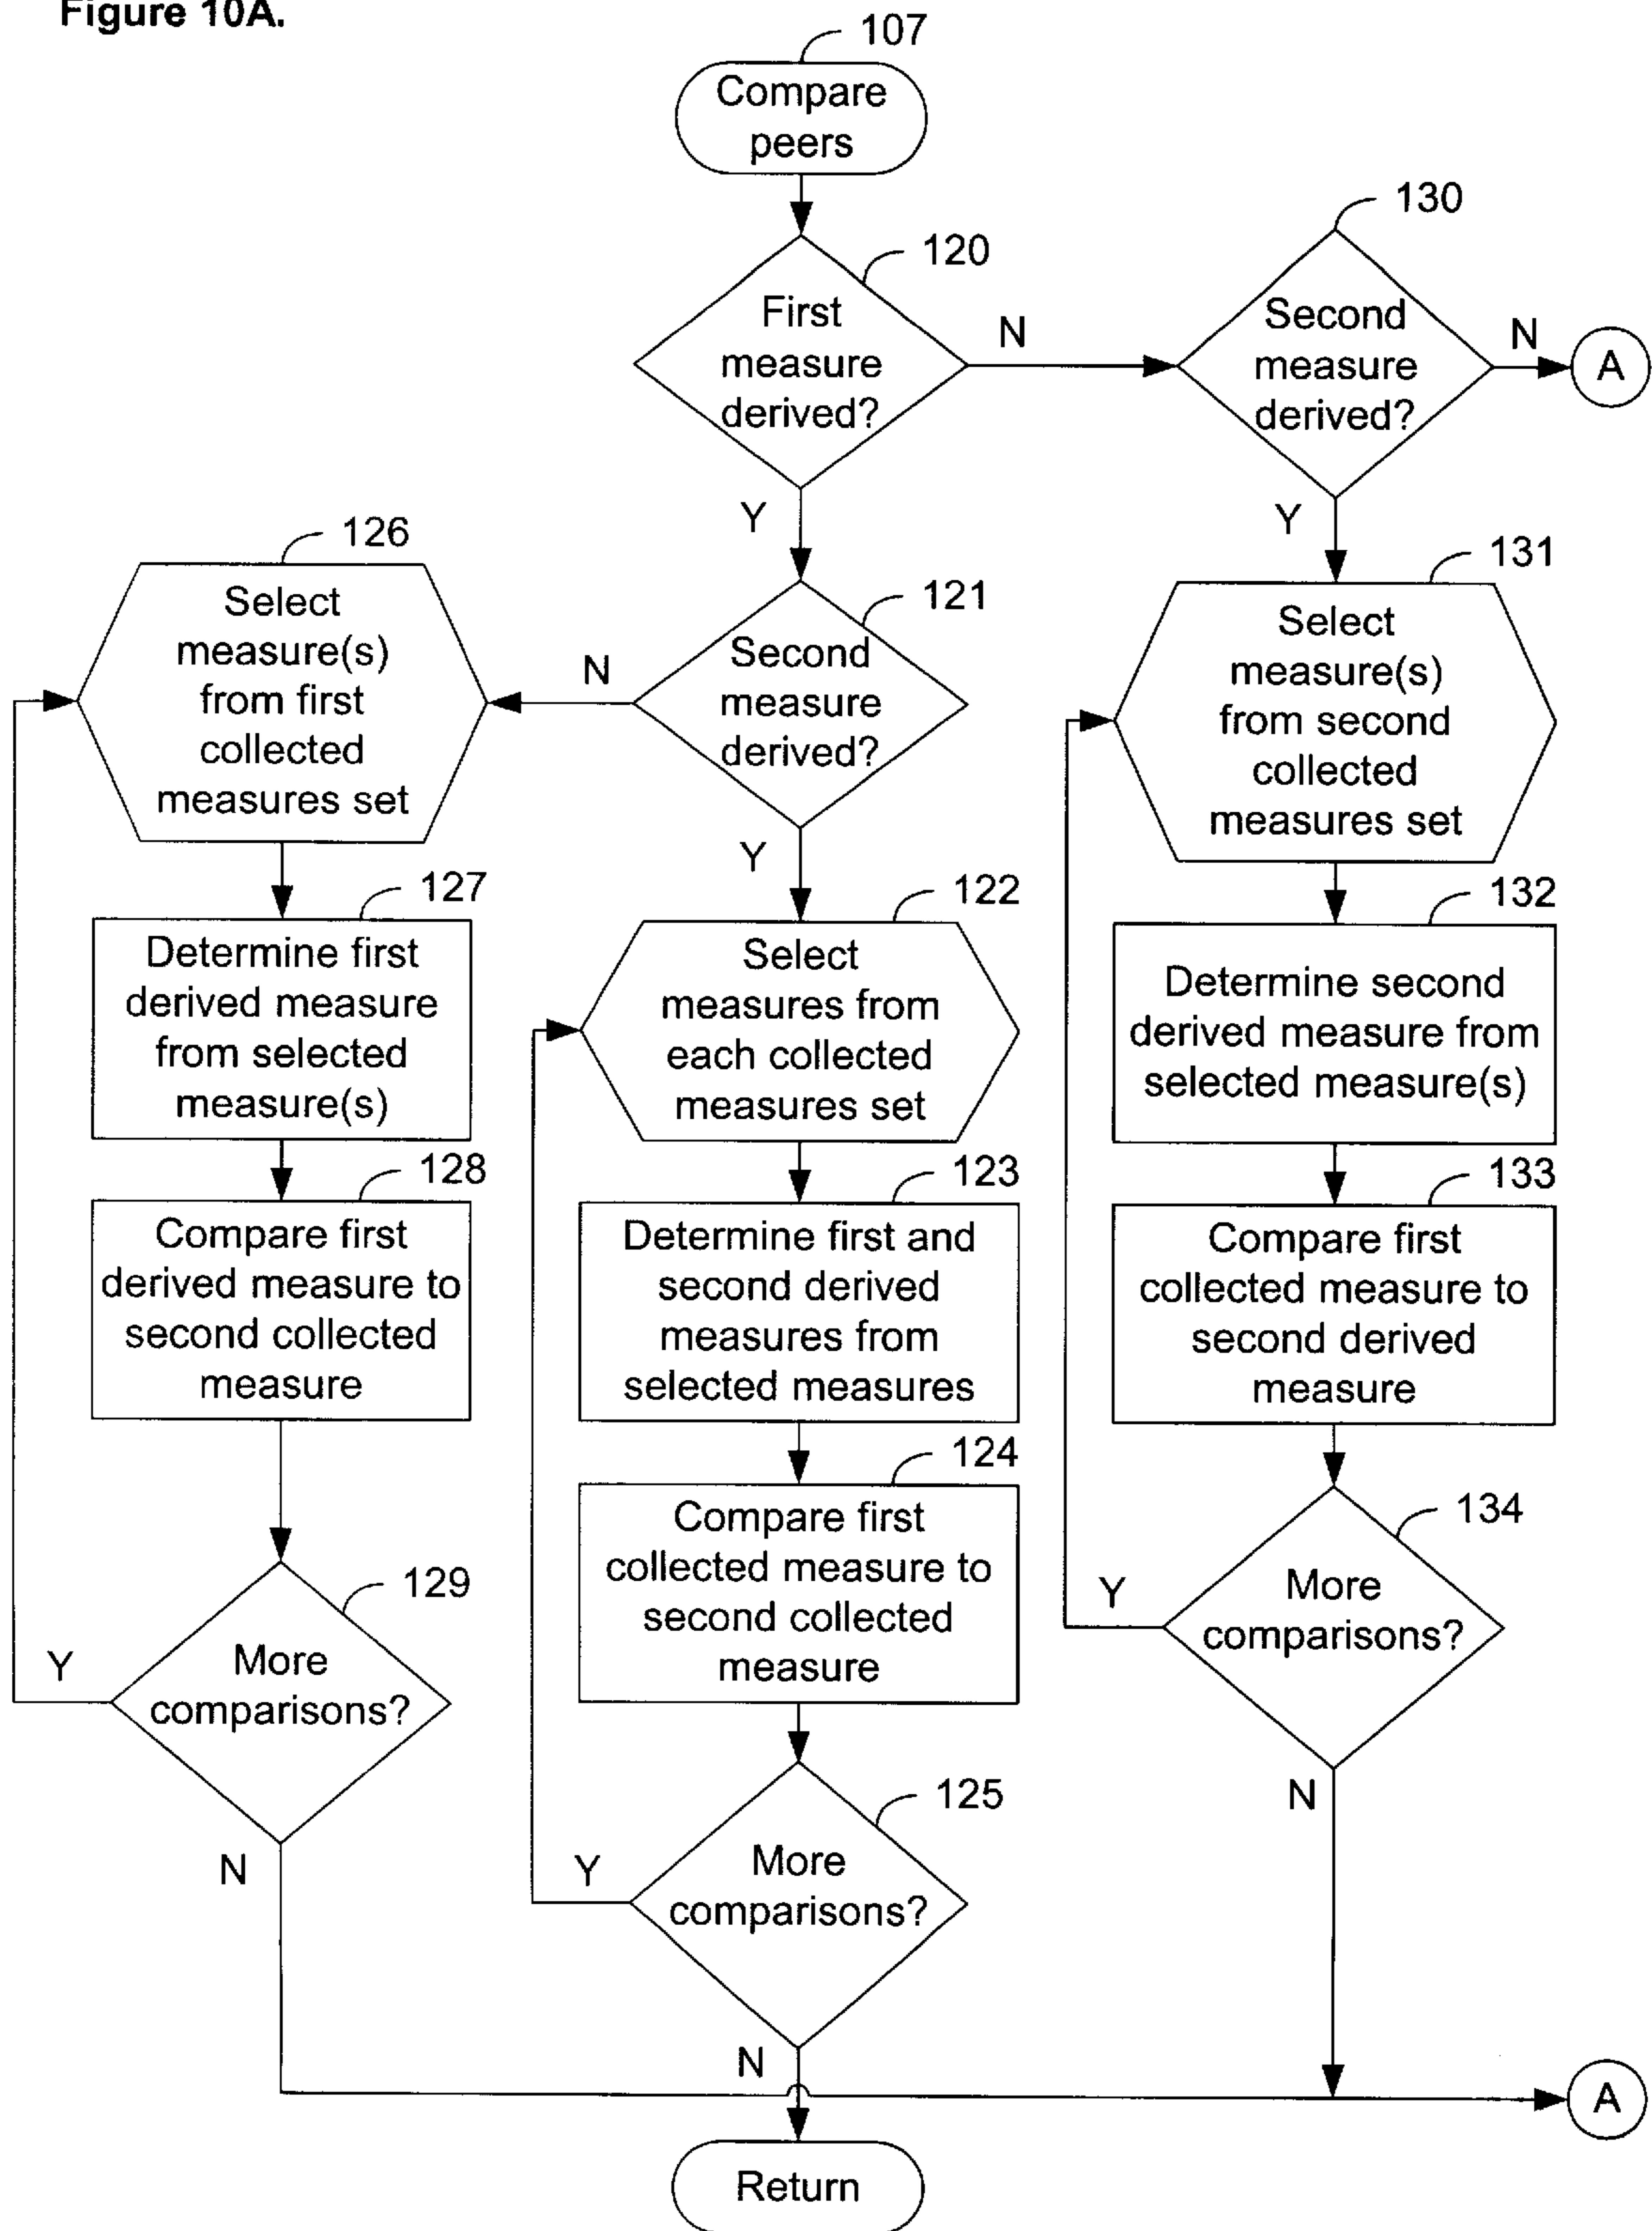 Figure 10A.
107
Compare
peers
120
First
measure
derived?
N
Y
130
Second
measure
derived?
N
A
Y
121
Second
measure
derived?
N
Y
126
Select
measure(s)
from first
collected
measures set
127
Determine first
derived measure
from selected
measure(s)
128
Compare first
derived measure to
second collected
measure
129
More
comparisons?
Y
N
122
Select
measures from
each collected
measures set
123
Determine first and
second derived
measures from
selected measures
124
Compare first
collected measure to
second collected
measure
125
More
comparisons?
Y
N
131
Select
measure(s)
from second
collected
measures set
132
Determine second
derived measure from
selected measure(s)
133
Compare first
collected measure to
second derived
measure
134
More
comparisons?
Y
N
A
Return